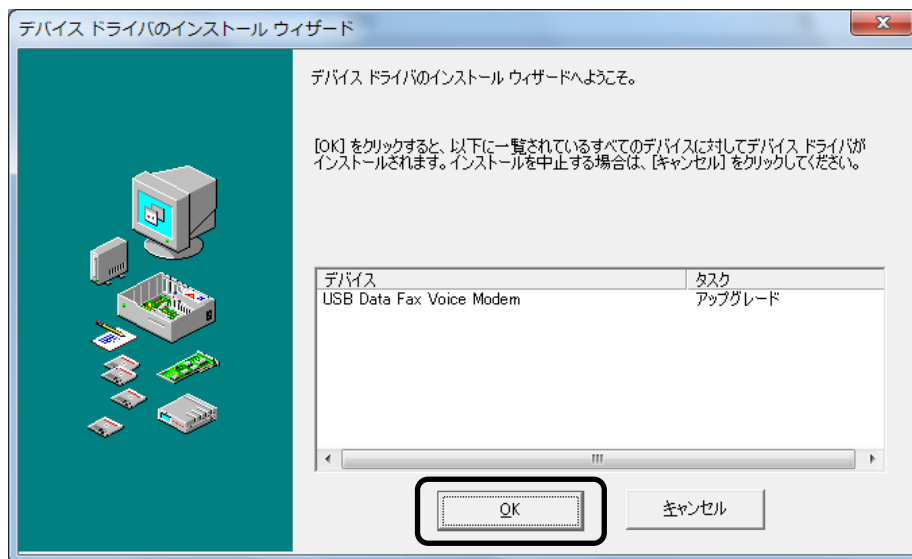 デバイス ドライバのインストール ウィザード
デバイス ドライバのインストール ウィザードへようこそ。
[OK] をクリックすると、以下に一覧されているすべてのデバイスに対してデバイス ドライバが
インストールされます。インストールを中止する場合は、[キャンセル] をクリックしてください。
デバイス タスク
USB Data Fax Voice Modem アップグレード
OK キャンセル